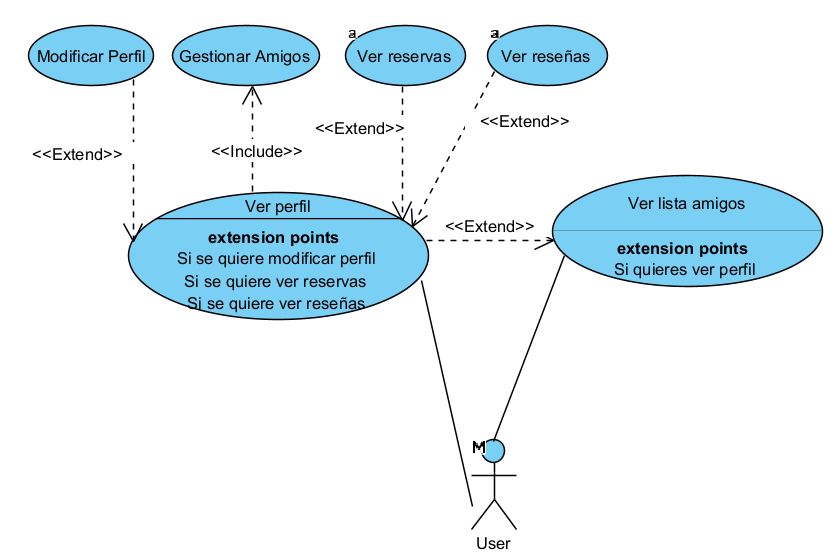 a
a
Modificar Perfil
Gestionar Amigos
Ver reservas
Ver reseñas
<<Extend>>
<<Include>>
<<Extend>>
<<Extend>>
Ver perfil
extension points
Si se quiere modificar perfil
Si se quiere ver reservas
Si se quiere ver reseñas
<<Extend>>
Ver lista amigos
extension points
Si quieres ver perfil
M
User